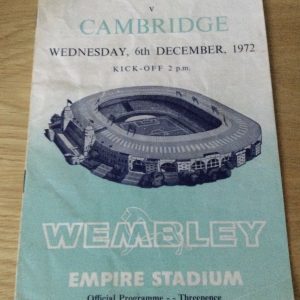 v
CAMBRIDGE
WEDNESDAY, 6th DECEMBER, 1972
KICK-OFF 2 p.m.
WEMBLEY
EMPIRE STADIUM
Official Programme - - Threepence